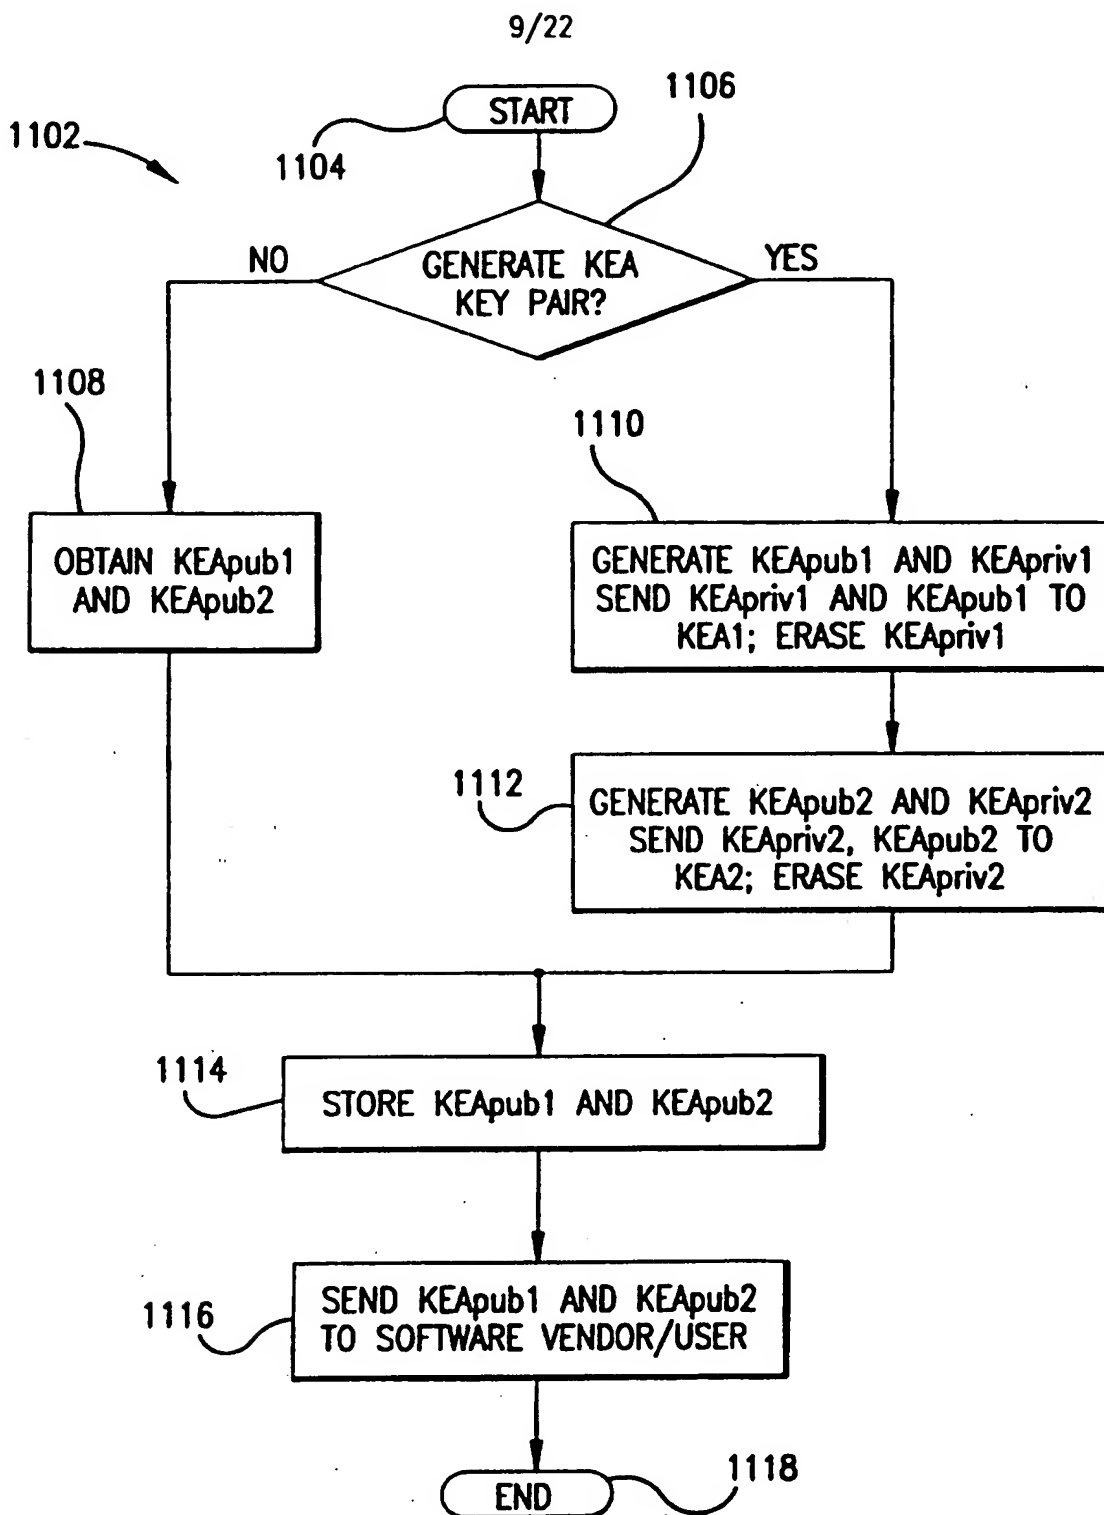 9/22
START
1106
1102
1104
NO
GENERATE KEA
KEY PAIR?
YES
1108
1110
OBTAIN KEApub1
AND KEApub2
GENERATE KEApub1 AND KEApriv1
SEND KEApriv1 AND KEApub1 TO
KEA1; ERASE KEApriv1
1112
GENERATE KEApub2 AND KEApriv2
SEND KEApriv2, KEApub2 TO
KEA2; ERASE KEApriv2
1114
STORE KEApub1 AND KEApub2
1116
SEND KEApub1 AND KEApub2
TO SOFTWARE VENDOR/USER
1118
END